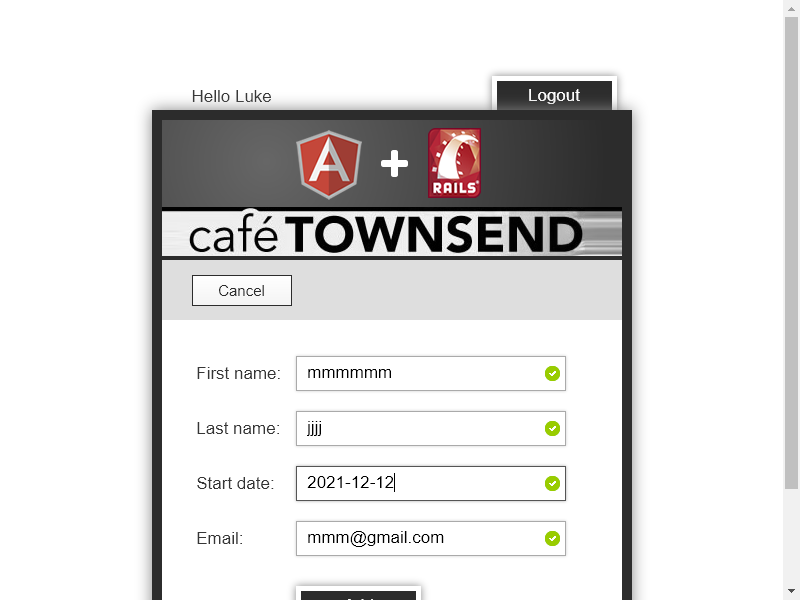 Hello Luke
Logout
RAILS
café TOWNSEND
Cancel
First name: mmmmmm
Last name: jjjj
Start date: 2021-12-12
Email: mmm@gmail.com